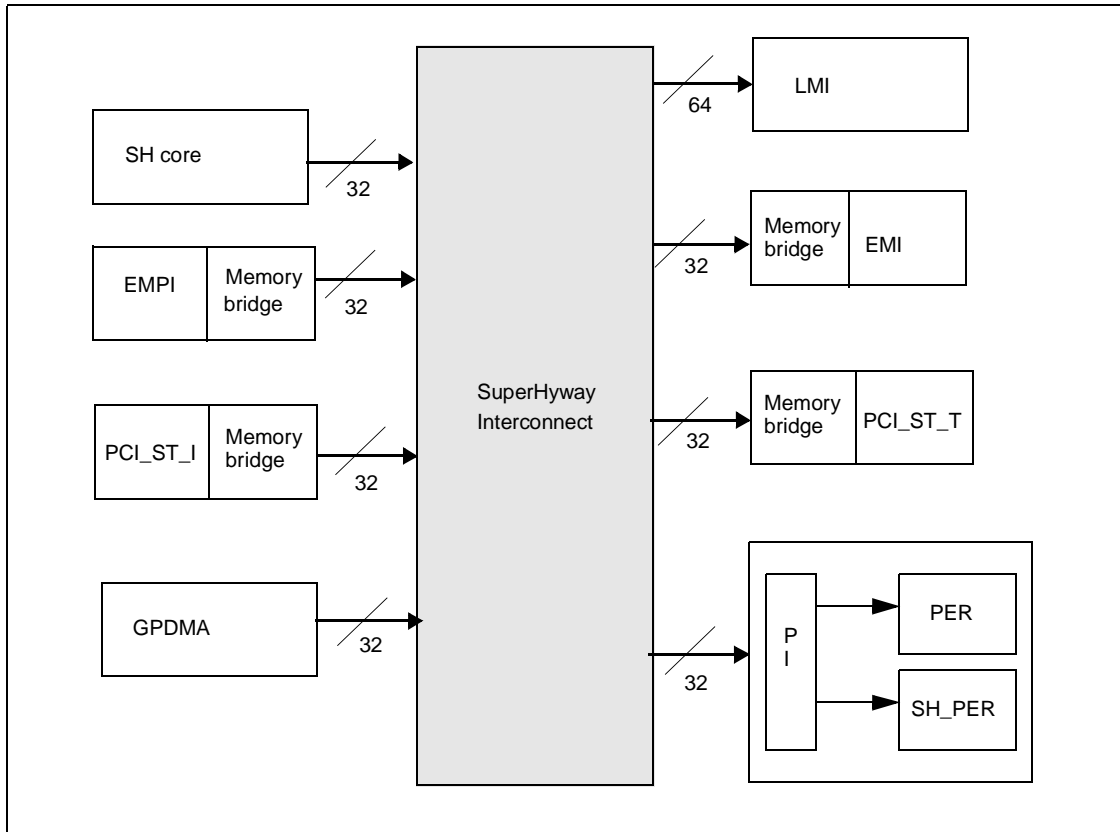 SH core
32
EMPI
Memory
bridge
32
PCI_ST_I
Memory
bridge
32
GPDMA
32
SuperHyway
Interconnect
64
LMI
32
Memory
bridge
EMI
32
Memory
bridge
PCI_ST_T
32
P
I
PER
SH_PER